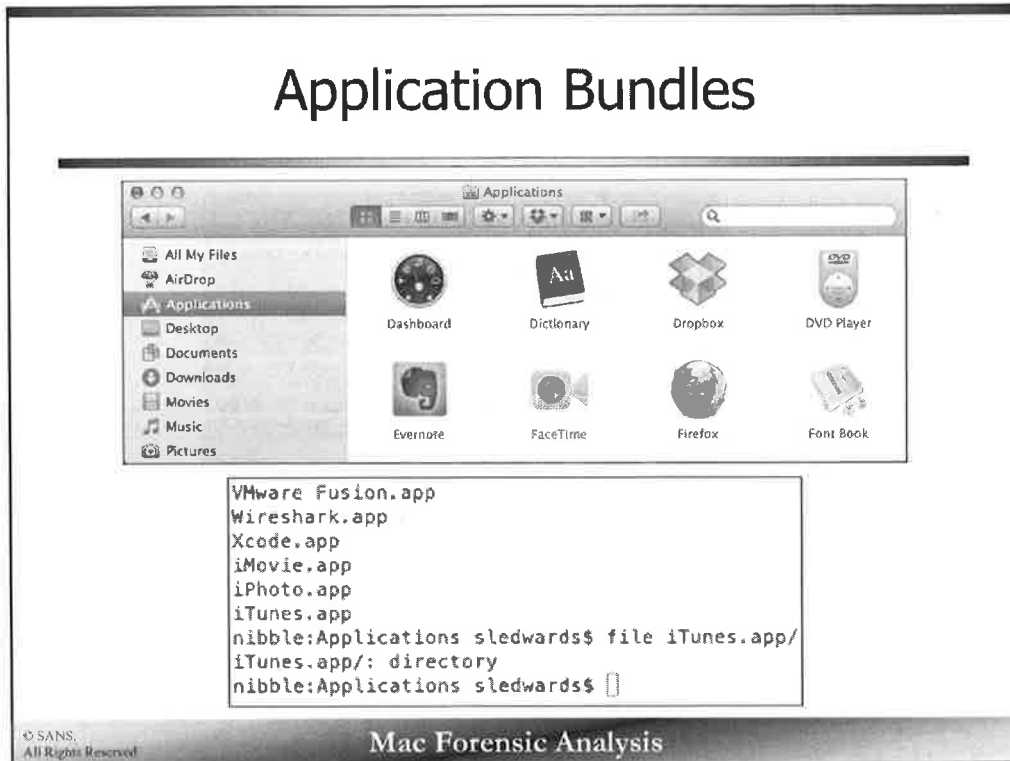 Application Bundles
Applications
All My Files
AirDrop
Applications
Desktop
Documents
Downloads
Movies
Music
Pictures
Aa
DVD
Dashboard
Dictionary
Dropbox
DVD Player
Evernote
FaceTime
Firefox
Font Book
VMware Fusion.app
Wireshark.app
Xcode.app
iMovie.app
iPhoto.app
iTunes.app
nibble:Applications sledwards$ file iTunes.app/
iTunes.app/: directory
nibble:Applications sledwards$
© SANS,
All Rights Reserved
Mac Forensic Analysis